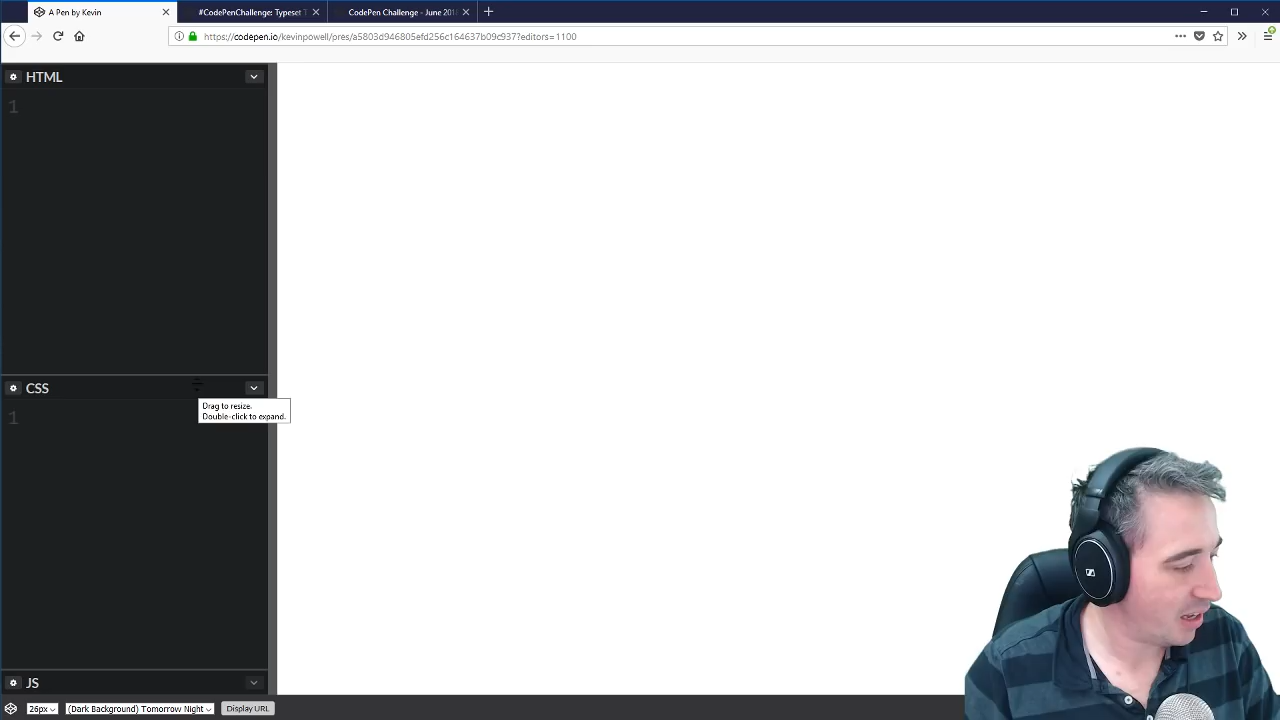 A Pen by Kevin
#CodePenChallenge: Typeset
CodePen Challenge - June 201
https://codepen.io/kevinpowell/pres/a5803d946805efd256c164637b09c937?editors=1100
HTML
1
CSS
Drag to resize.
Double-click to expand.
1
JS
26px
(Dark Background) Tomorrow Night
Display URL